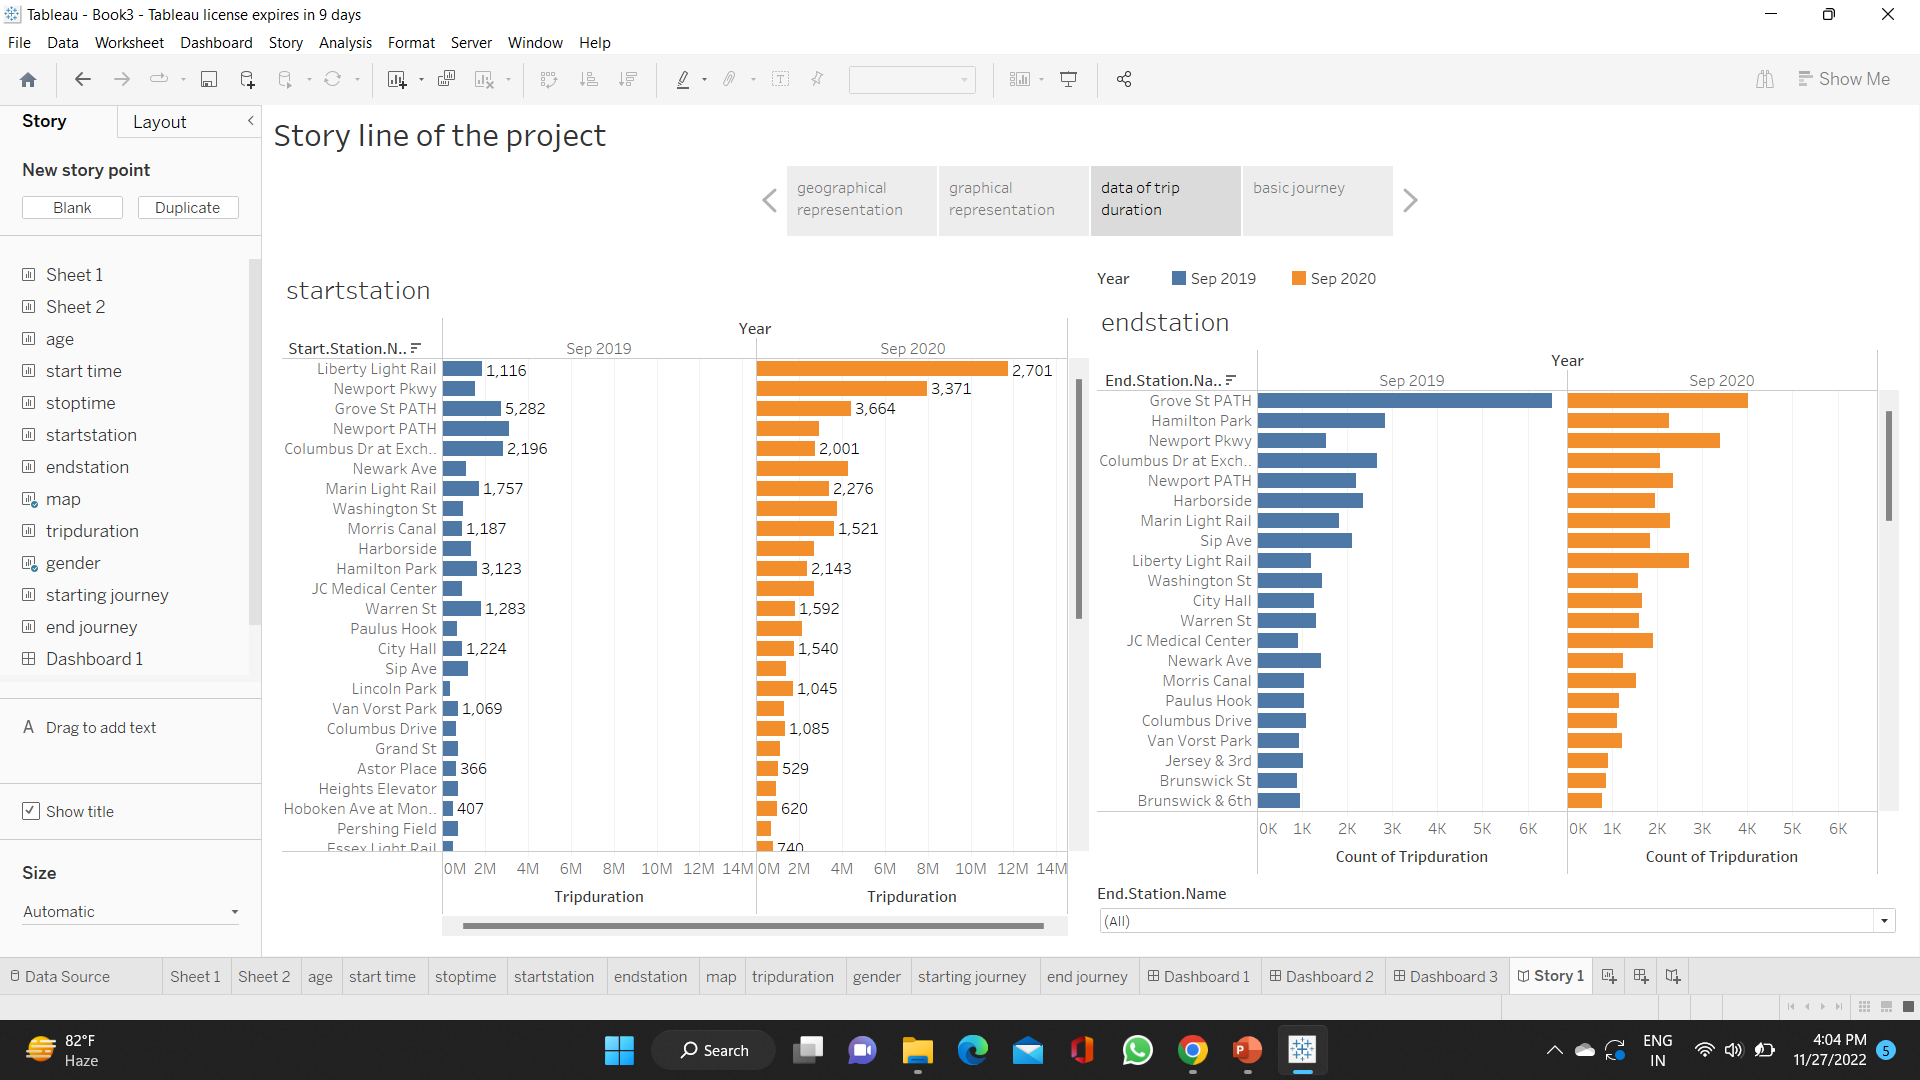 Tableau - Book3 - Tableau license expires in 9 days
File Data Worksheet Dashboard Story Analysis Format Server Window Help
Show Me
Story Layout
New story point
Blank Duplicate
Sheet 1
Sheet 2
age
start time
stoptime
startstation
endstation
map
tripduration
gender
starting journey
end journey
Dashboard 1
A Drag to add text
Show title
Size
Automatic
Story line of the project
geographical representation
graphical representation
data of trip duration
basic journey
startstation
Year
Start.Station.N.. Sep 2019 Sep 2020
Liberty Light Rail 1,116 2,701
Newport Pkwy 3,371
Grove St PATH 5,282 3,664
Newport PATH
Columbus Dr at Exch.. 2,196 2,001
Newark Ave
Marin Light Rail 1,757 2,276
Washington St
Morris Canal 1,187 1,521
Harborside
Hamilton Park 3,123 2,143
JC Medical Center
Warren St 1,283 1,592
Paulus Hook
City Hall 1,224 1,540
Sip Ave
Lincoln Park 1,045
Van Vorst Park 1,069
Columbus Drive 1,085
Grand St
Astor Place 366 529
Heights Elevator
Hoboken Ave at Mon.. 407 620
Pershing Field
Essex Light Rail 740
0M 2M 4M 6M 8M 10M 12M 14M 0M 2M 4M 6M 8M 10M 12M 14M
Tripduration Tripduration
Year Sep 2019 Sep 2020
endstation
Year
End.Station.Na.. Sep 2019 Sep 2020
Grove St PATH
Hamilton Park
Newport Pkwy
Columbus Dr at Exch..
Newport PATH
Harborside
Marin Light Rail
Sip Ave
Liberty Light Rail
Washington St
City Hall
Warren St
JC Medical Center
Newark Ave
Morris Canal
Paulus Hook
Columbus Drive
Van Vorst Park
Jersey & 3rd
Brunswick St
Brunswick & 6th
0K 1K 2K 3K 4K 5K 6K 0K 1K 2K 3K 4K 5K 6K
Count of Tripduration Count of Tripduration
End.Station.Name
(All)
Data Source Sheet 1 Sheet 2 age start time stoptime startstation endstation map tripduration gender starting journey end journey Dashboard 1 Dashboard 2 Dashboard 3 Story 1
82°F
Haze
Search
ENG
IN
4:04 PM
11/27/2022
5